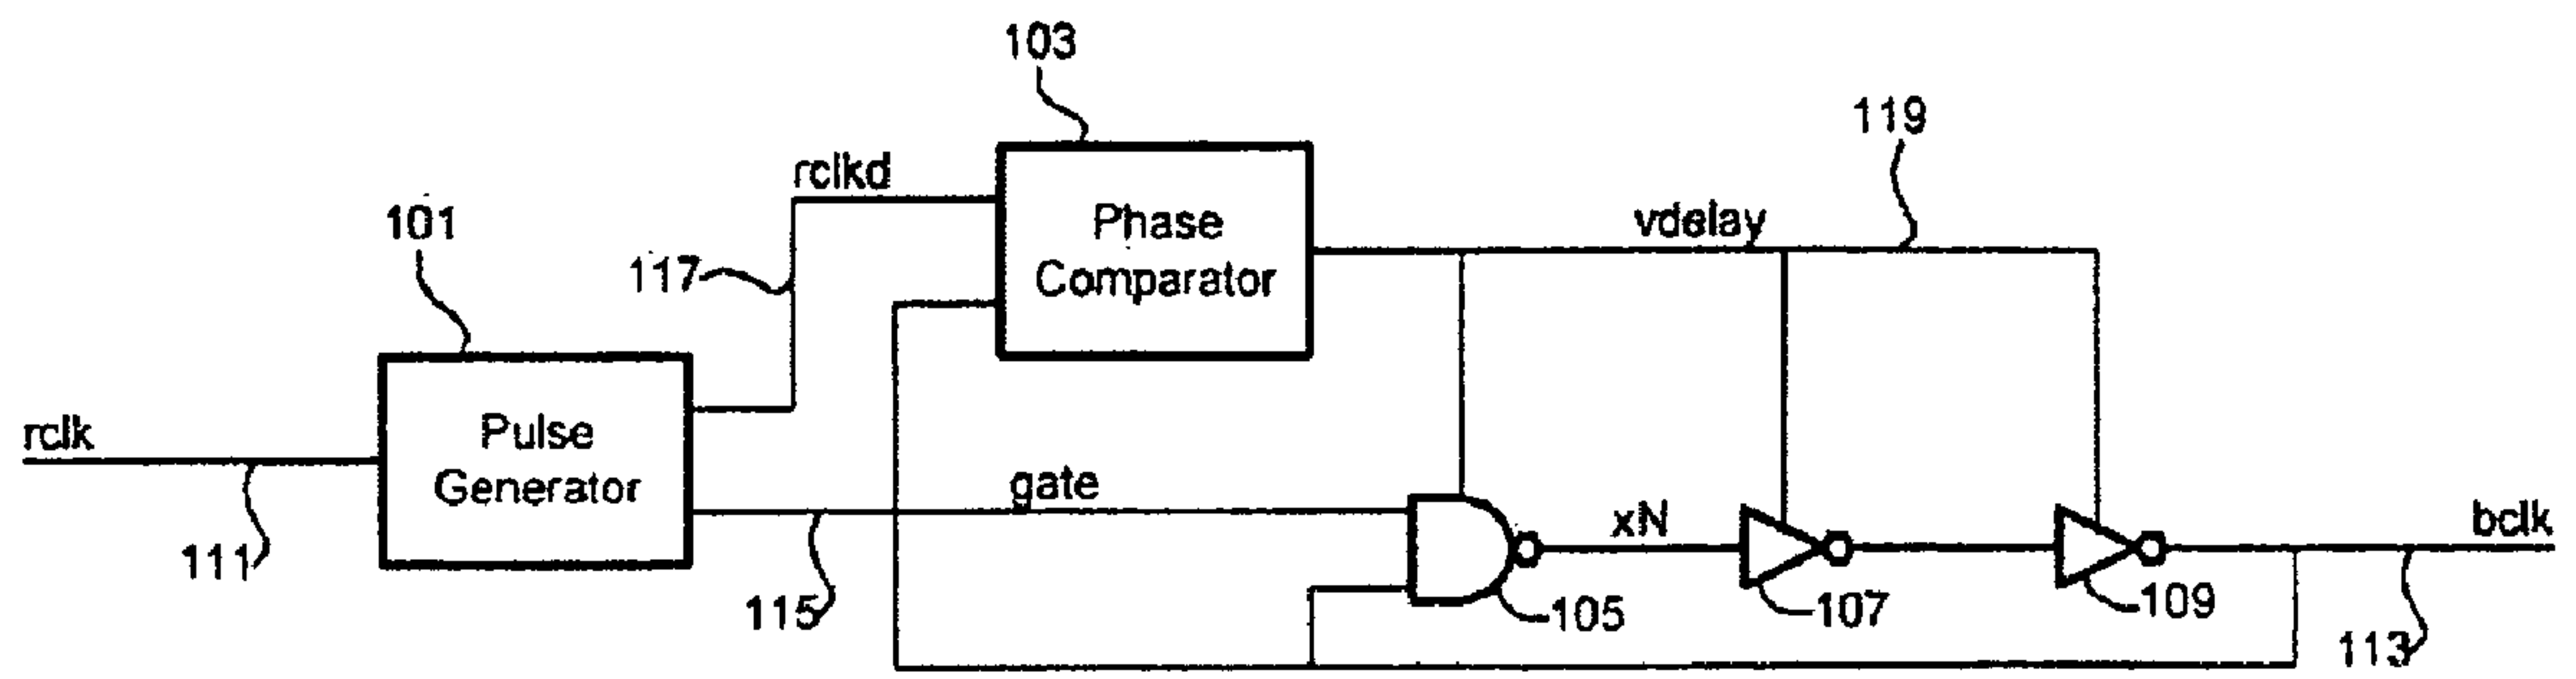 103
119
rclkd
101
Phase
Comparator
vdelay
117
rclk
Pulse
Generator
gate
xN
bclk
111
115
105
107
109
113